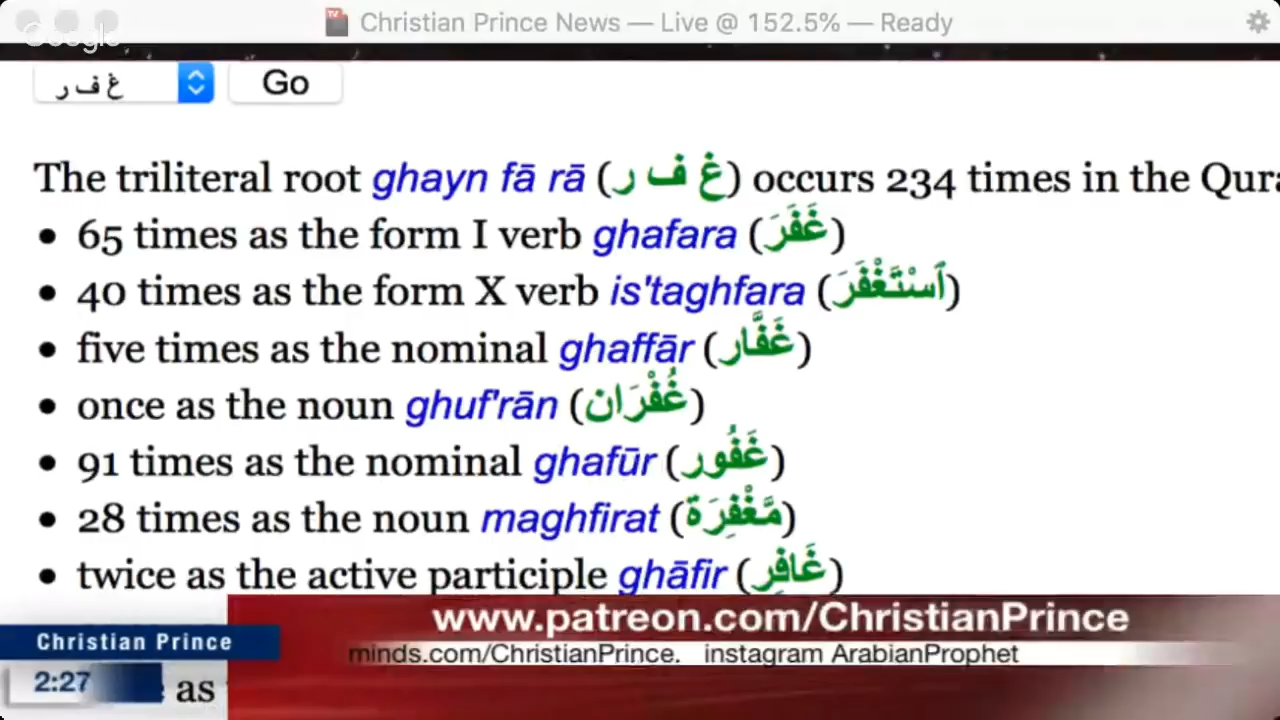 Christian Prince News — Live @ 152.5% — Ready
Google
غ ف ر
Go
The triliteral root ghayn fā rā (غ ف ر) occurs 234 times in the Qura
• 65 times as the form I verb ghafara (غَفَرَ)
• 40 times as the form X verb is'taghfara (ٱسْتَغْفَرَ)
• five times as the nominal ghaffār (غَفَّار)
• once as the noun ghuf'rān (غُفْرَان)
• 91 times as the nominal ghafūr (غَفُور)
• 28 times as the noun maghfirat (مَّغْفِرَة)
• twice as the active participle ghāfir (غَافِر)
www.patreon.com/ChristianPrince
Christian Prince
minds.com/ChristianPrince. instagram ArabianProphet
2:27
as